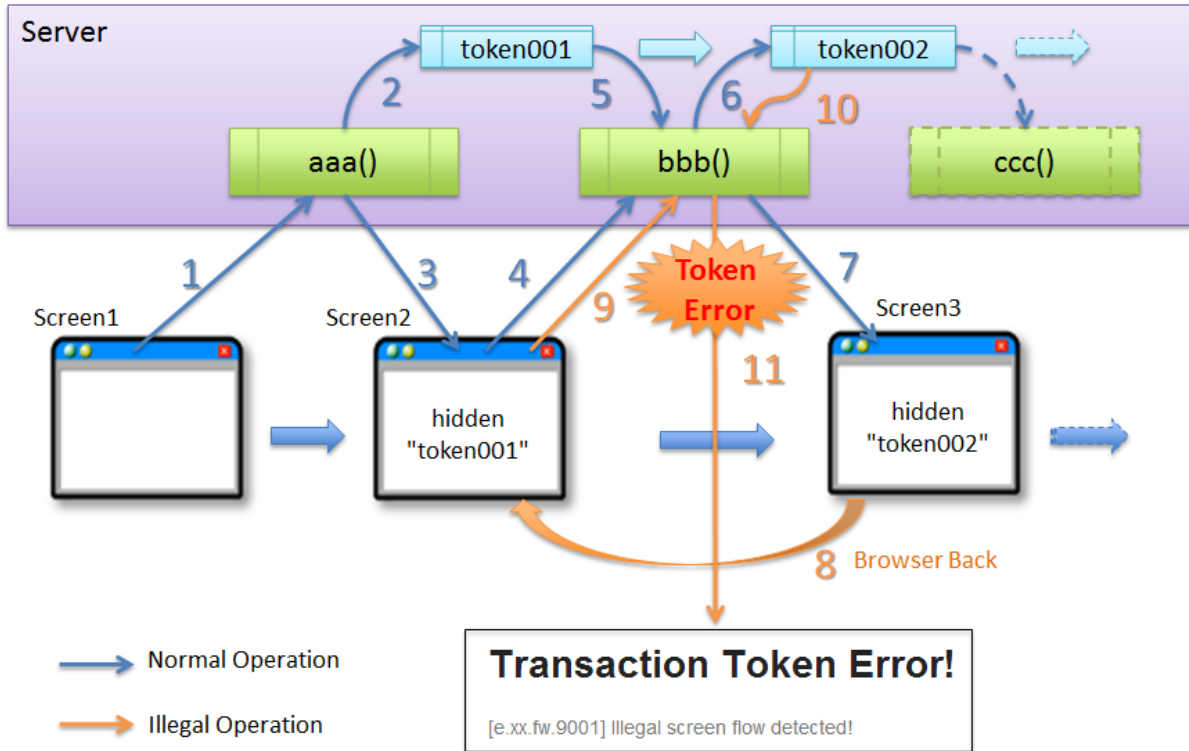 Server
token001
token002
2
5
6
10
aaa()
bbb()
ccc()
1
3
4
9
Token
Error
7
Screen1
Screen2
Screen3
11
hidden
"token001"
hidden
"token002"
8
Browser Back
Normal Operation
Illegal Operation
Transaction Token Error!
[e.xx.fw.9001] Illegal screen flow detected!